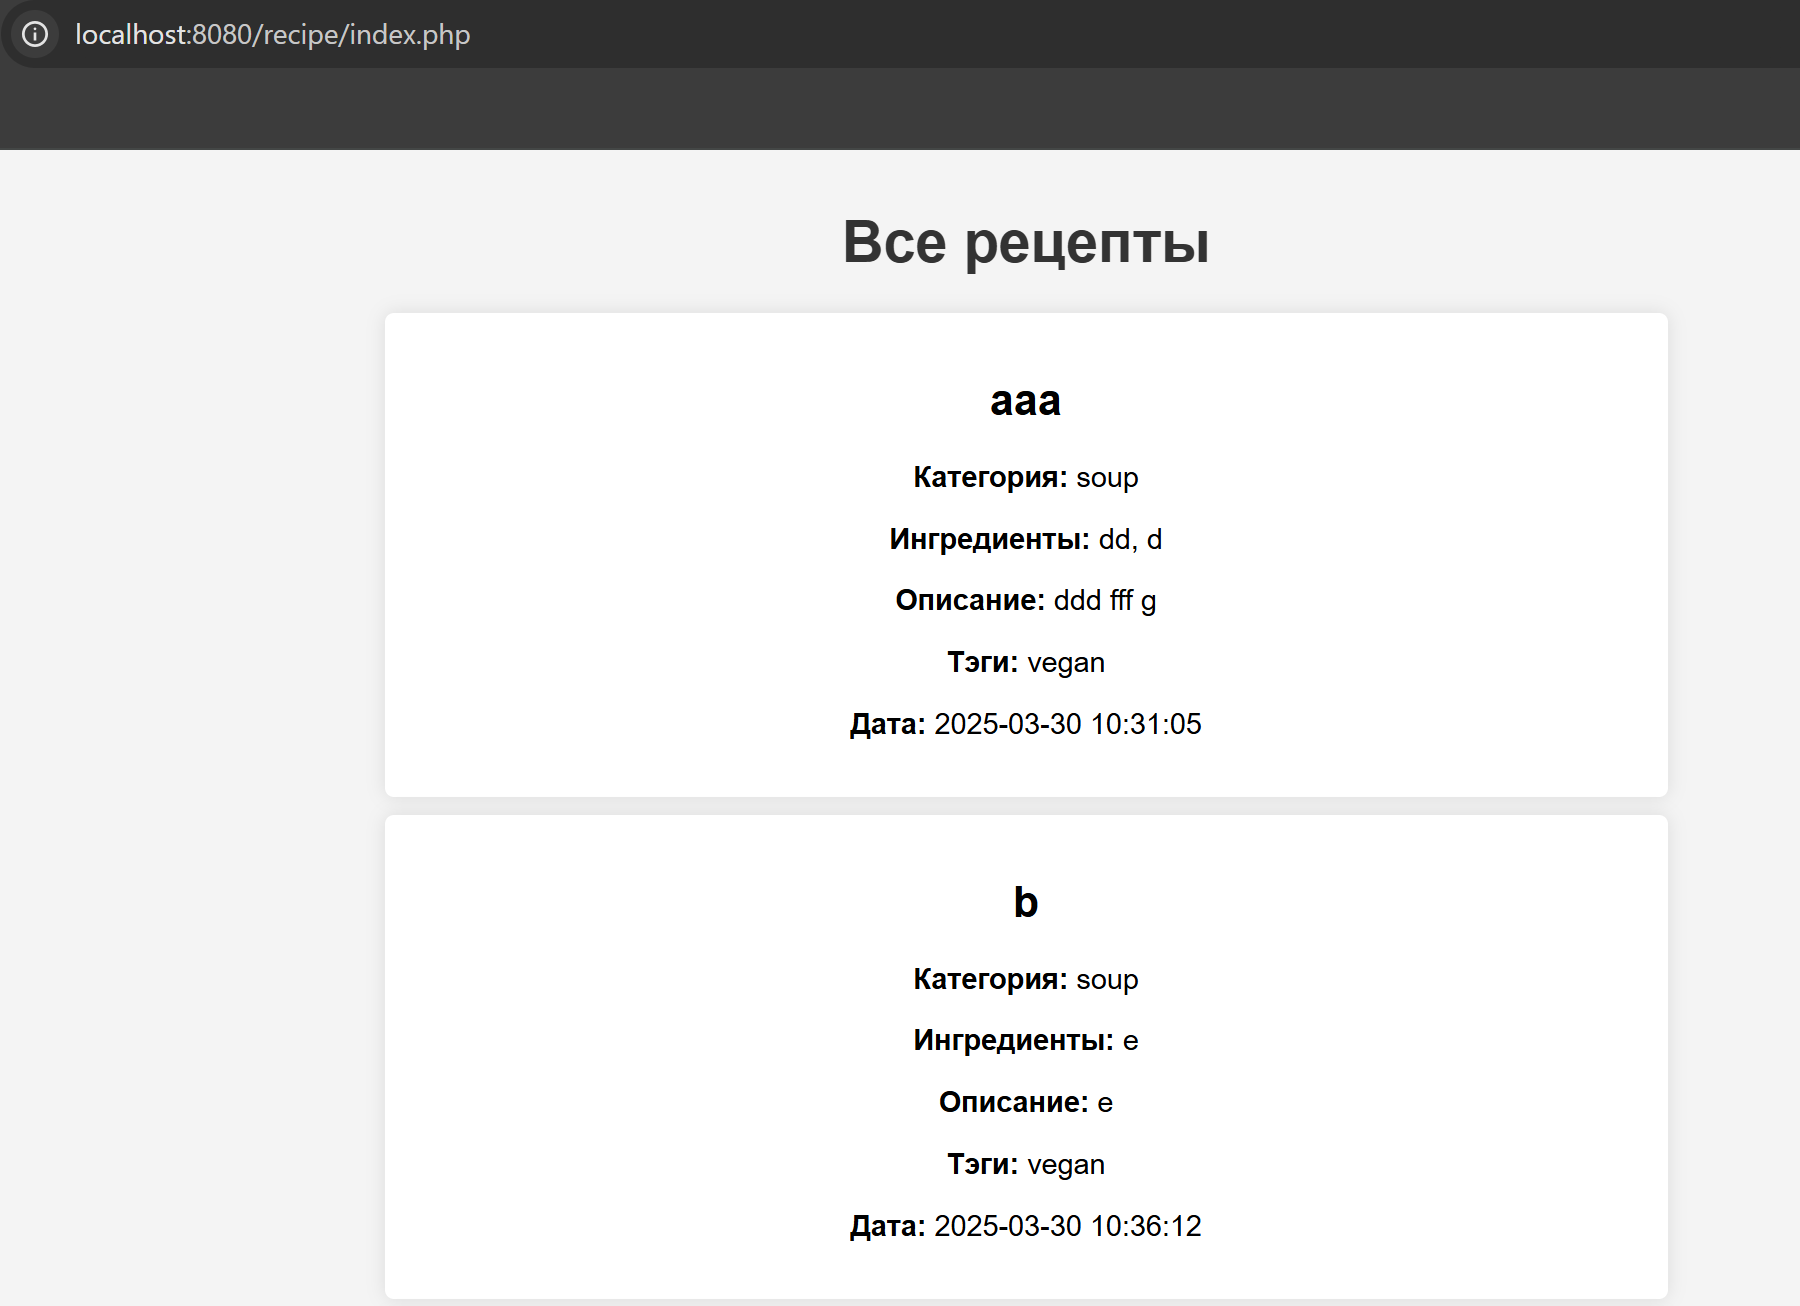 localhost:8080/recipe/index.php
Все рецепты
aaa
Категория: soup
Ингредиенты: dd, d
Описание: ddd fff g
Тэги: vegan
Дата: 2025-03-30 10:31:05
b
Категория: soup
Ингредиенты: e
Описание: e
Тэги: vegan
Дата: 2025-03-30 10:36:12